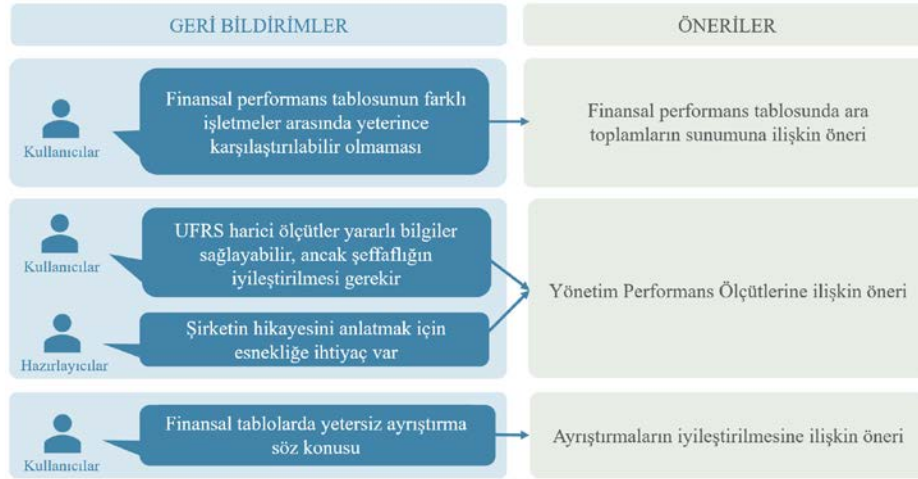 GERİ BİLDİRİMLER
ÖNERİLER
Finansal performans tablosunun farklı
işletmeler arasında yeterince
karşılaştırılabilir olmaması
Kullanıcılar
Finansal performans tablosunda ara
toplamların sunumuna ilişkin öneri
UFRS harici ölçütler yararlı bilgiler
sağlayabilir, ancak şeffaflığın
iyileştirilmesi gerekir
Kullanıcılar
Şirketin hikayesini anlatmak için
esnekliğe ihtiyaç var
Hazırlayıcılar
Yönetim Performans Ölçütlerine ilişkin öneri
Finansal tablolarda yetersiz ayrıştırma
söz konusu
Kullanıcılar
Ayrıştırmaların iyileştirilmesine ilişkin öneri